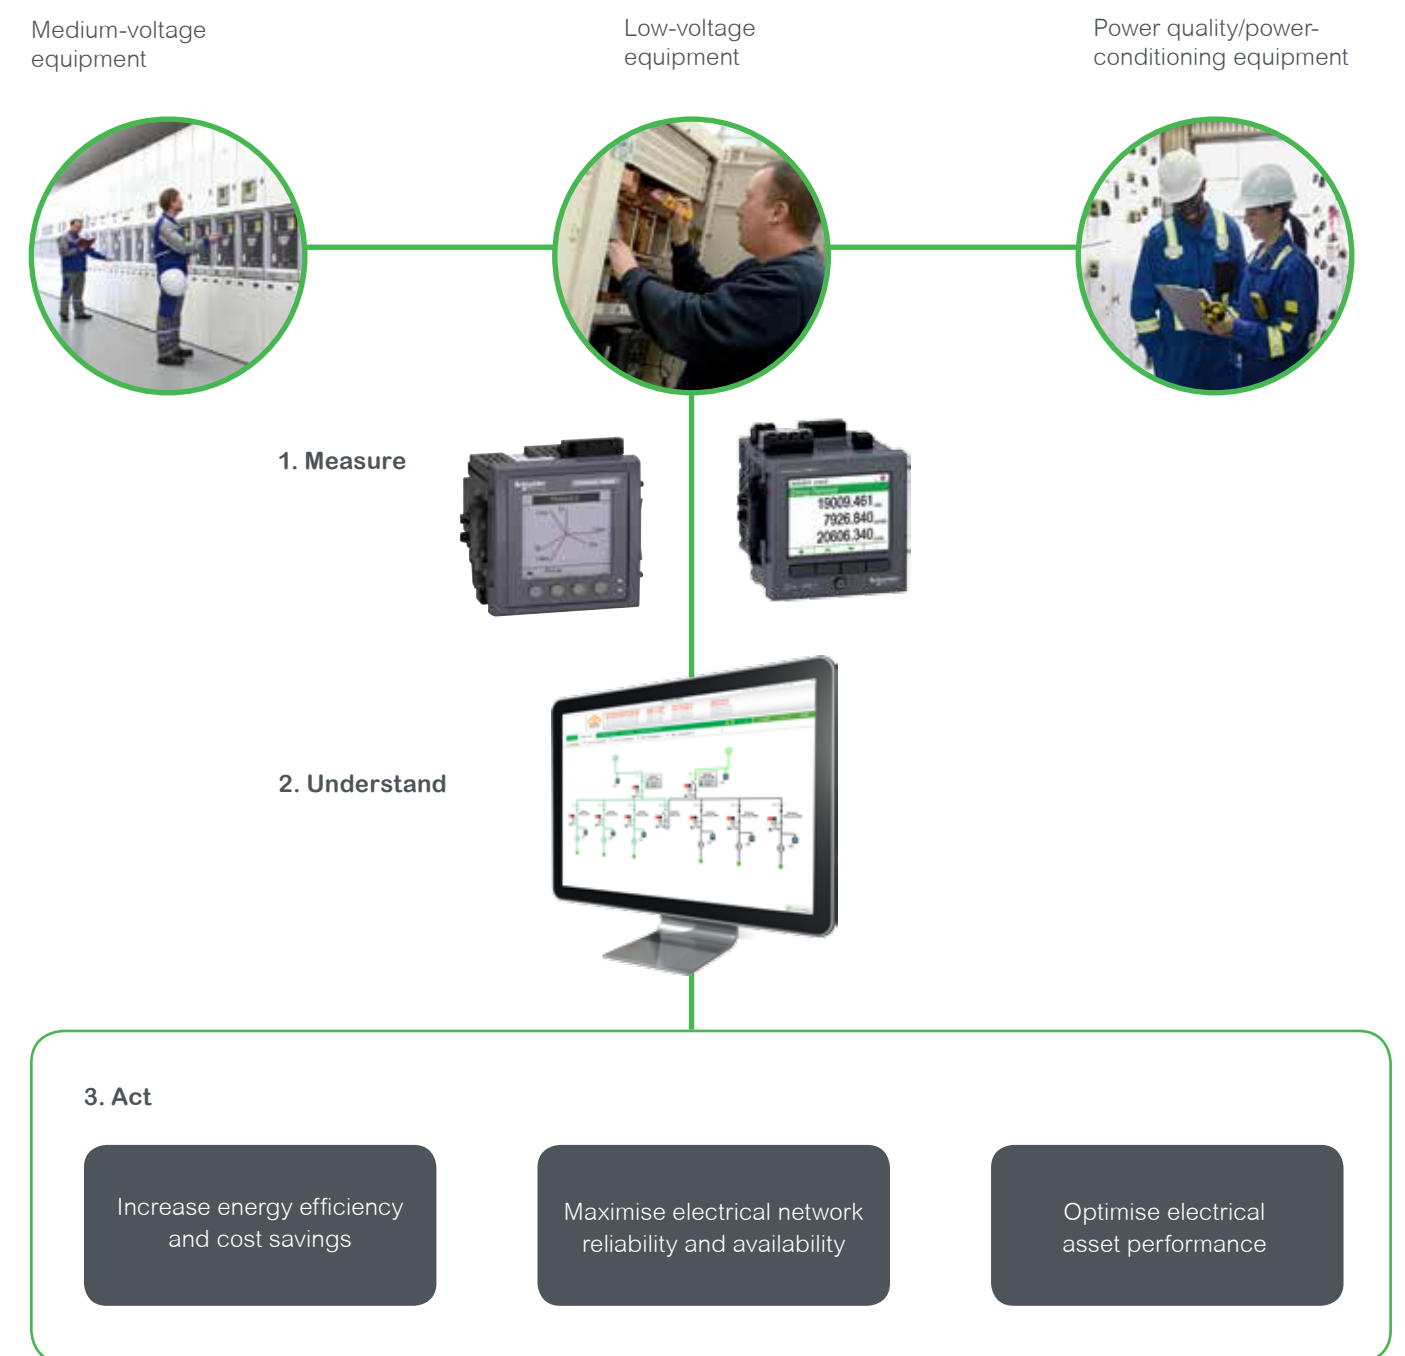 Medium-voltage
equipment
Low-voltage
equipment
Power quality/power-
conditioning equipment
1. Measure
Schneider
19009.461
7926.840
20606.340
2. Understand
3. Act
Increase energy efficiency
and cost savings
Maximise electrical network
reliability and availability
Optimise electrical
asset performance